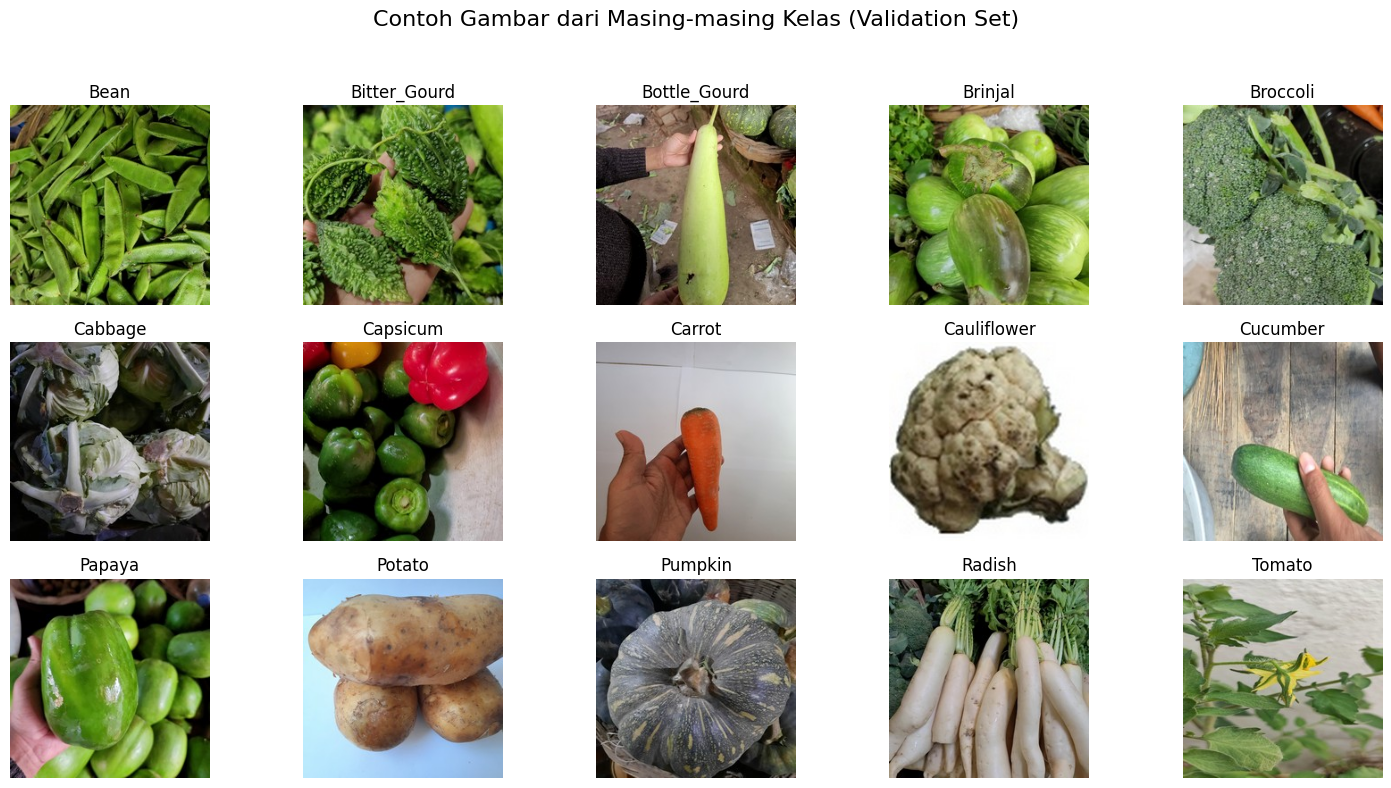 Contoh Gambar dari Masing-masing Kelas (Validation Set)
Bean
Bitter_Gourd
Bottle_Gourd
Brinjal
Broccoli
Cabbage
Capsicum
Carrot
Cauliflower
Cucumber
Papaya
Potato
Pumpkin
Radish
Tomato